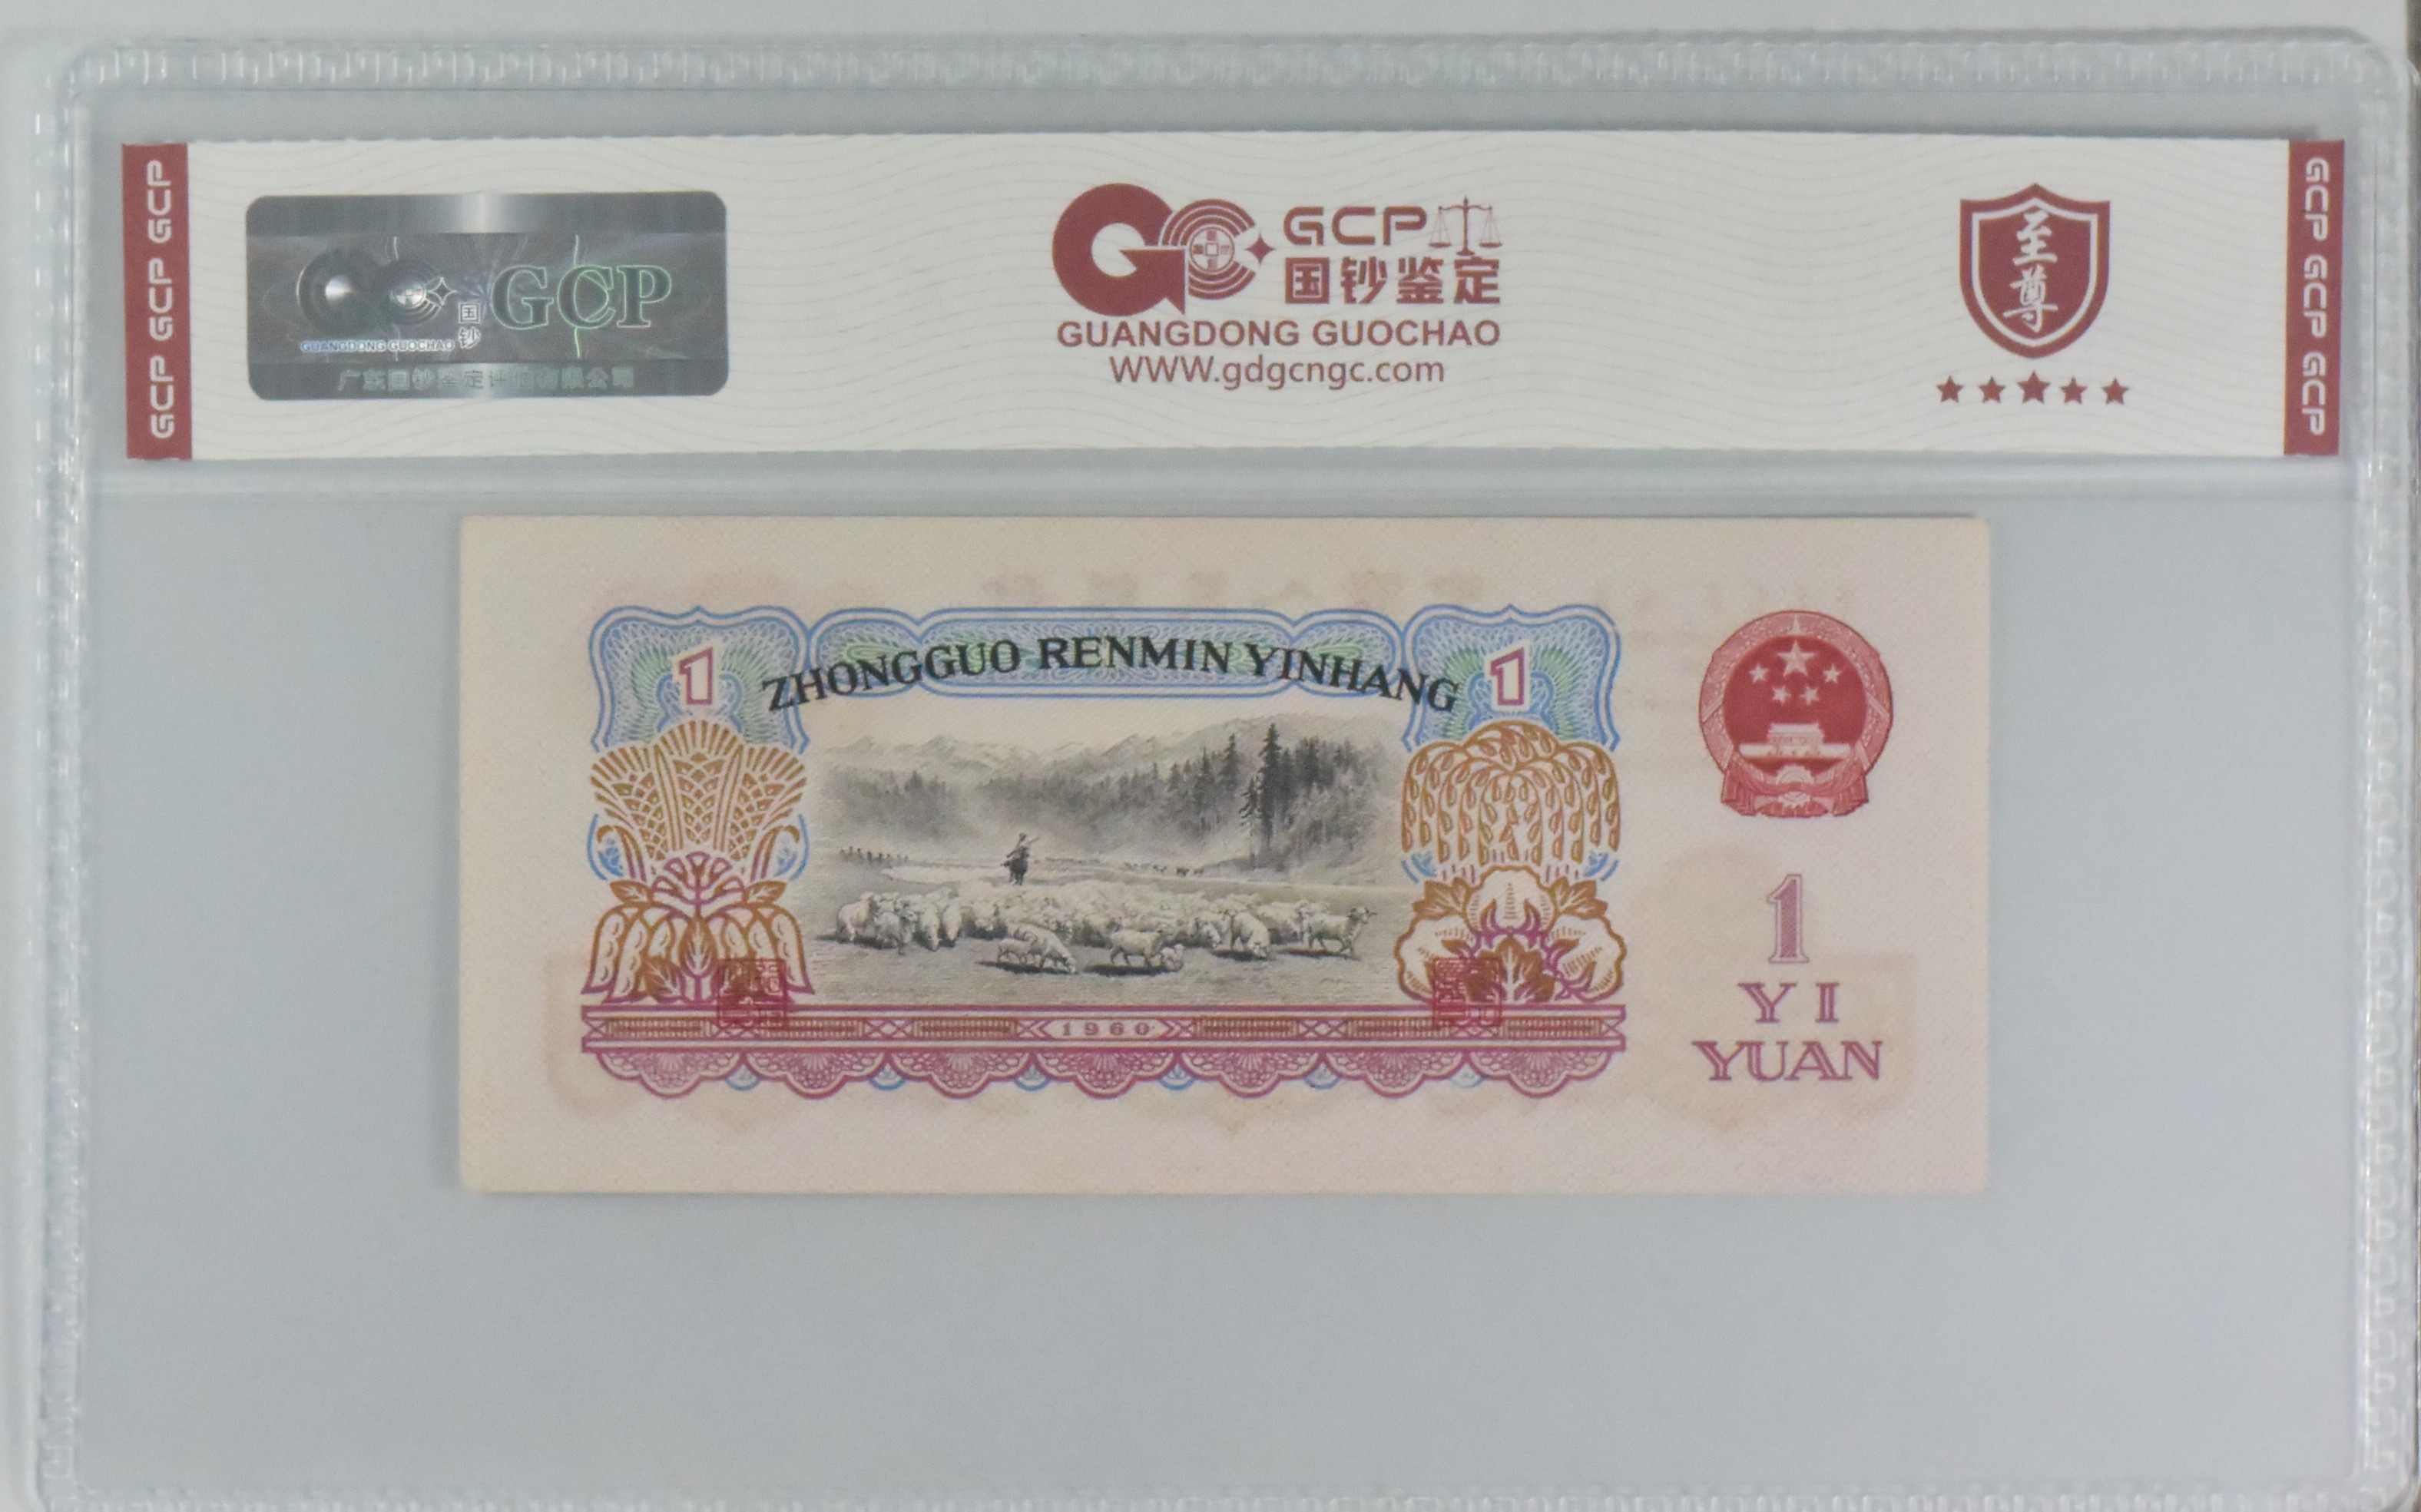 GCP GCP GCP
国钞
GCP
GUANGDONG GUOCHAO
广东国钞鉴定评估有限公司
GCP
国钞鉴定
GUANGDONG GUOCHAO
WWW.gdgcngc.com
至尊
GCP GCP GCP
ZHONGGUO RENMIN YINHANG
1
1
1960
1
YI
YUAN